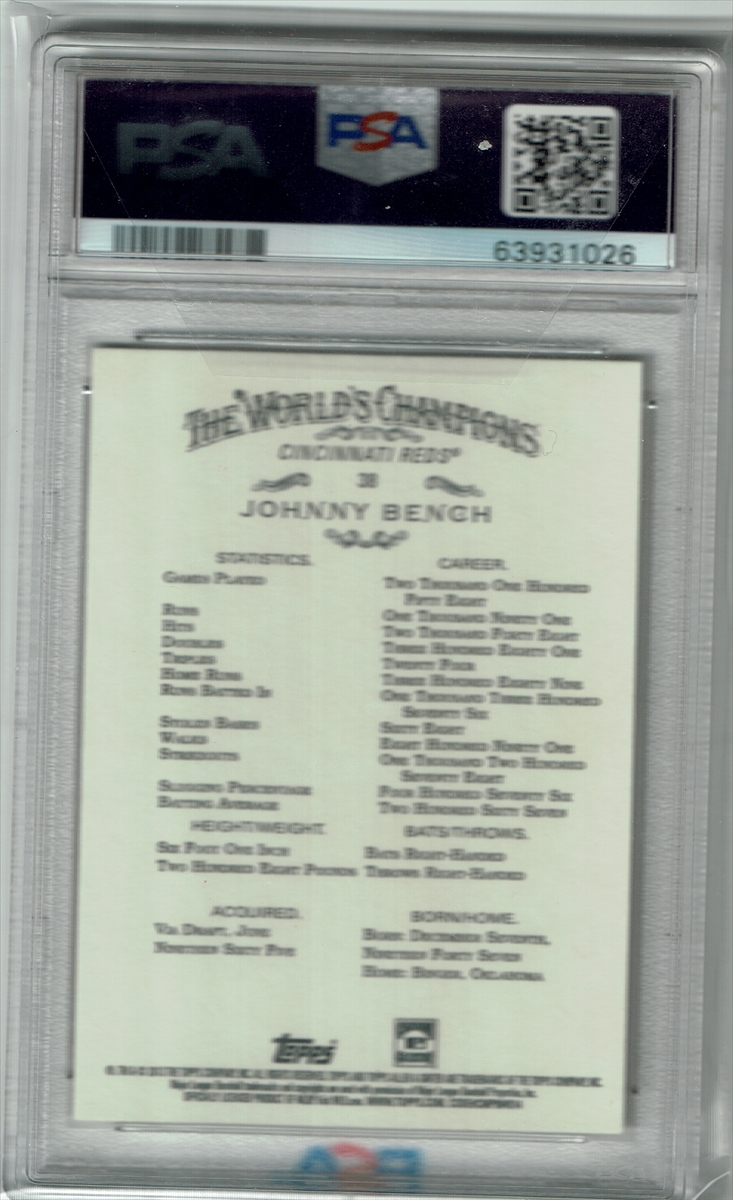 PSA
PSA
63931026
THE WORLD'S CHAMPIONS
CINCINNATI REDS®
38
JOHNNY BENCH
STATISTICS. CAREER.
GAMES PLAYED TWO THOUSAND ONE HUNDRED
FIFTY EIGHT
RUNS ONE THOUSAND NINETY ONE
HITS TWO THOUSAND FORTY EIGHT
DOUBLES THREE HUNDRED EIGHTY ONE
TRIPLES TWENTY FOUR
HOME RUNS THREE HUNDRED EIGHTY NINE
RUNS BATTED IN ONE THOUSAND THREE HUNDRED
SEVENTY SIX
STOLEN BASES SIXTY EIGHT
WALKS EIGHT HUNDRED NINETY ONE
STRIKEOUTS ONE THOUSAND TWO HUNDRED
SEVENTY EIGHT
SLUGGING PERCENTAGE FOUR HUNDRED SEVENTY SIX
BATTING AVERAGE TWO HUNDRED SIXTY SEVEN
HEIGHT/WEIGHT. BATS/THROWS.
SIX FOOT ONE INCH BATS RIGHT-HANDED
TWO HUNDRED EIGHT POUNDS THROWS RIGHT-HANDED
ACQUIRED. BORN/HOME.
VIA DRAFT, JUNE BORN: DECEMBER SEVENTH,
NINETEEN SIXTY FIVE NINETEEN FORTY SEVEN
HOME: BINGER, OKLAHOMA
Topps